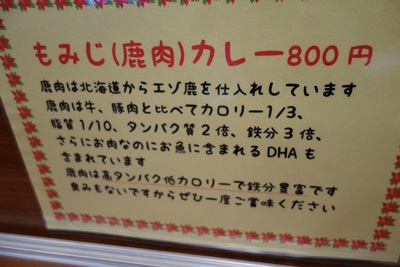 もみじ(鹿肉)カレー800円
鹿肉は北海道からエゾ鹿を仕入れしています
鹿肉は牛、豚肉と比べてカロリー1/3、
脂質1/10、タンパク質2倍、鉄分3倍、
さらにお肉なのにお魚に含まれるDHAも
含まれています
鹿肉は高タンパク低カロリーで鉄分豊富です
臭みもないですからぜひ一度ご賞味ください